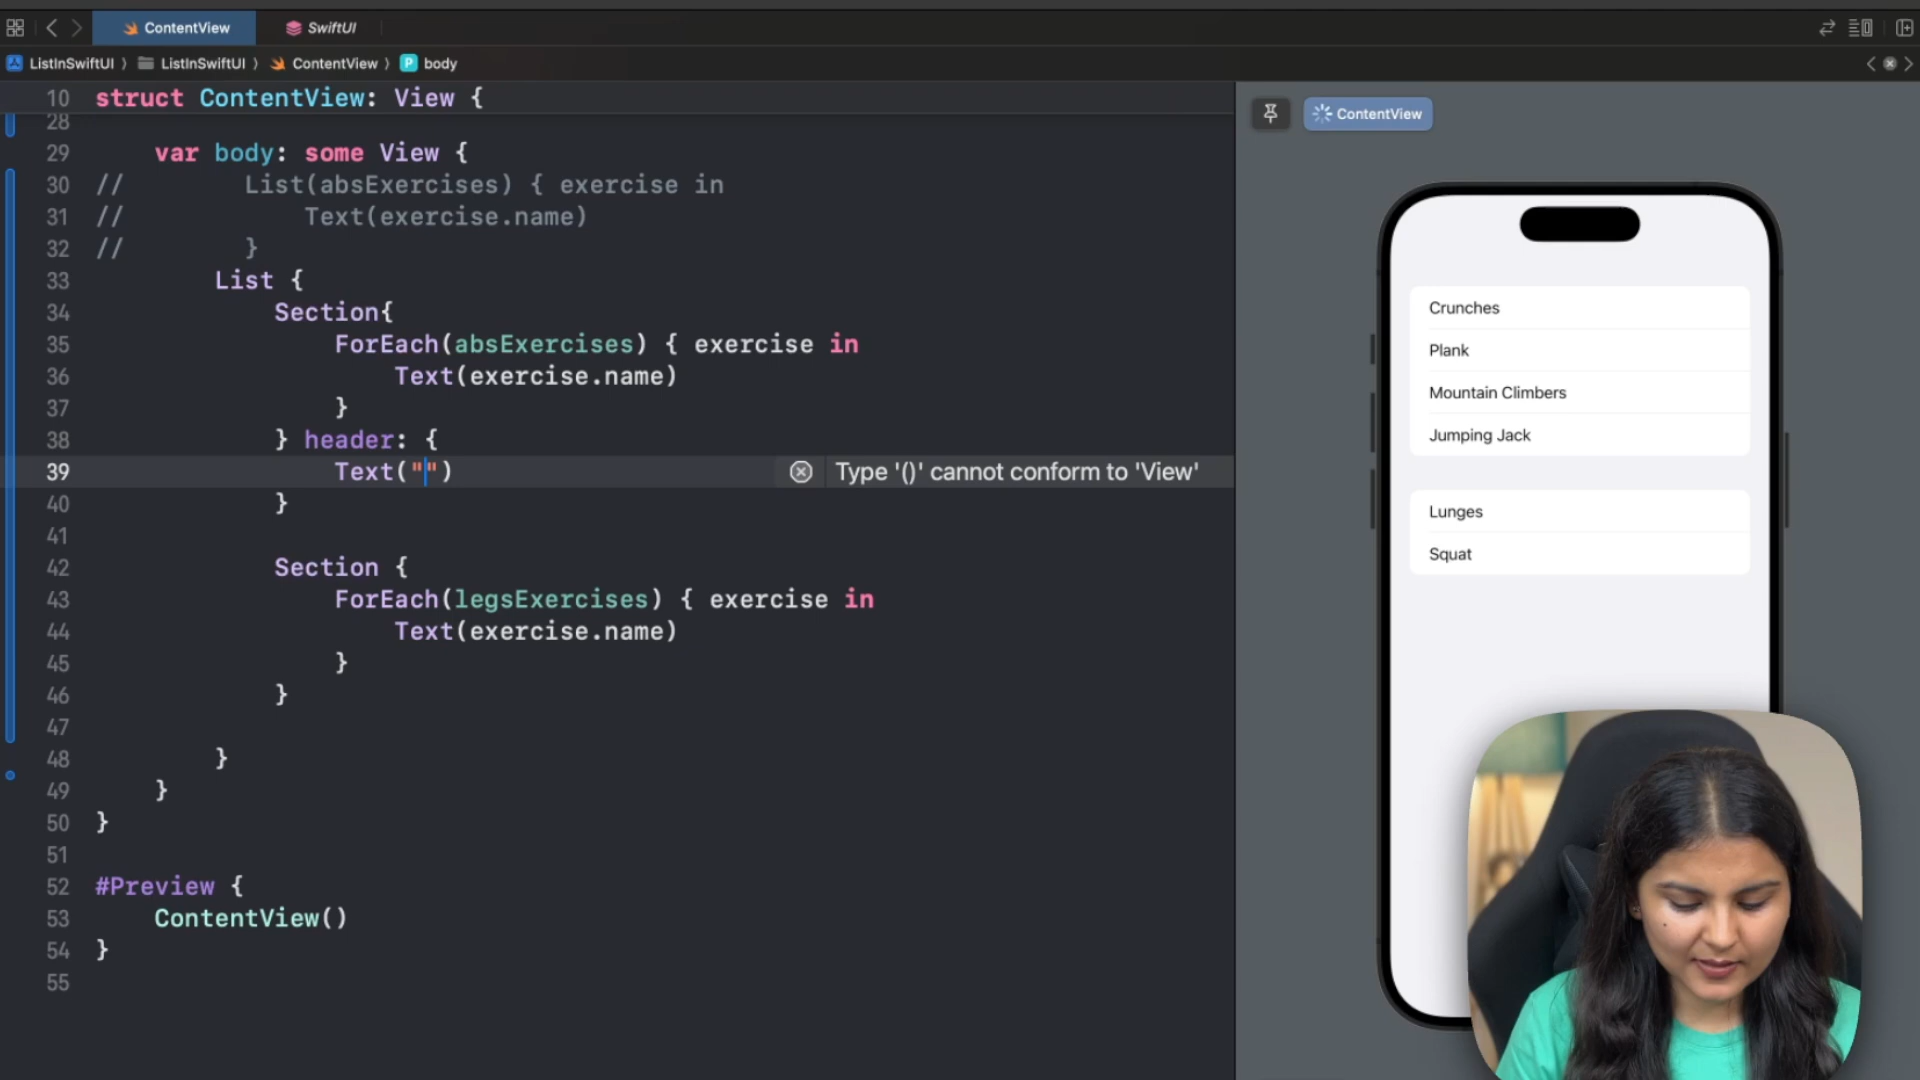 ContentView
SwiftUI
ListInSwiftUI 〉 ListInSwiftUI 〉 ContentView 〉 P body
10 struct ContentView: View {
28
29 var body: some View {
30 // List(absExercises) { exercise in
31 // Text(exercise.name)
32 // }
33 List {
34 Section{
35 ForEach(absExercises) { exercise in
36 Text(exercise.name)
37 }
38 } header: {
39 Text("") Type '()' cannot conform to 'View'
40 }
41
42 Section {
43 ForEach(legsExercises) { exercise in
44 Text(exercise.name)
45 }
46 }
47
48 }
49 }
50 }
51
52 #Preview {
53 ContentView()
54 }
55
ContentView
Crunches
Plank
Mountain Climbers
Jumping Jack
Lunges
Squat